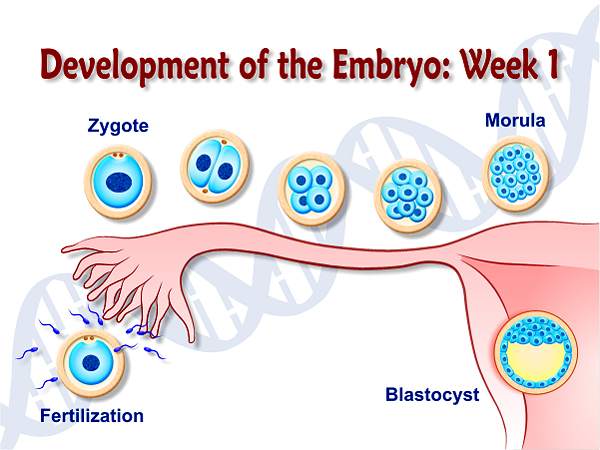 Development of the Embryo: Week 1
Zygote
Morula
Blastocyst
Fertilization